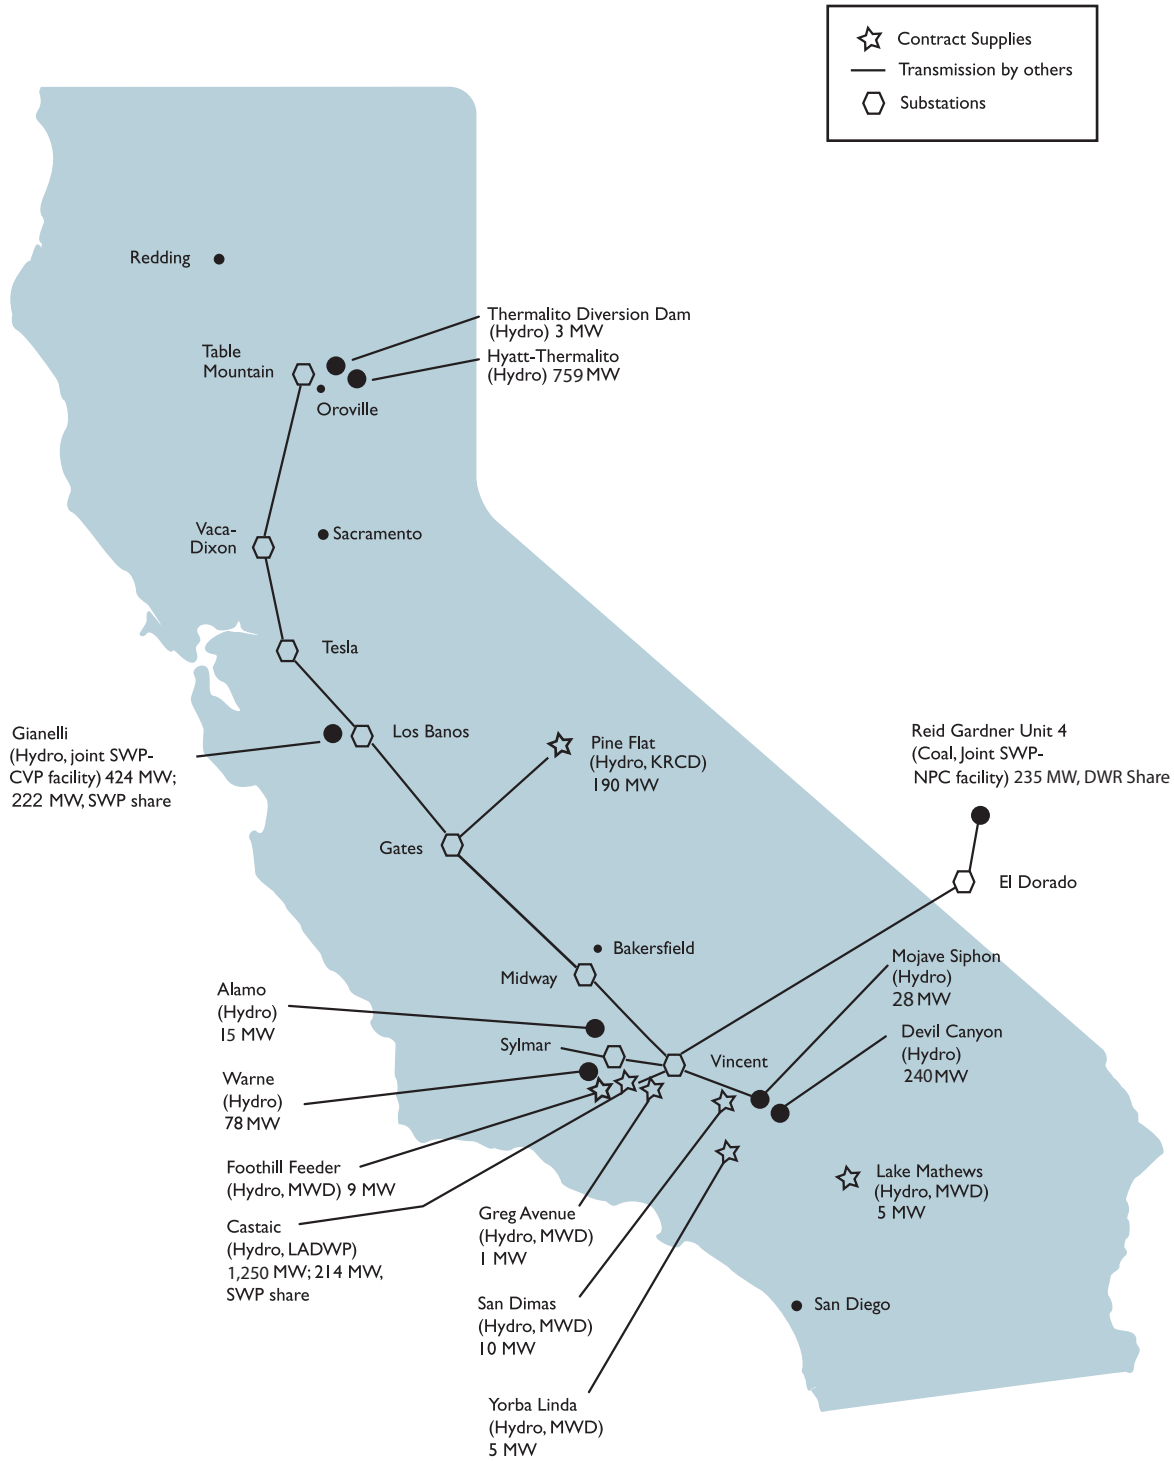 Contract Supplies
Transmission by others
Substations
Redding
Thermalito Diversion Dam
(Hydro) 3 MW
Table
Mountain
Hyatt-Thermalito
(Hydro) 759 MW
Oroville
Vaca-
Dixon
Sacramento
Tesla
Gianelli
(Hydro, joint SWP-
CVP facility) 424 MW;
222 MW, SWP share
Los Banos
Pine Flat
(Hydro, KRCD)
190 MW
Reid Gardner Unit 4
(Coal, Joint SWP-
NPC facility) 235 MW, DWR Share
Gates
El Dorado
Bakersfield
Midway
Mojave Siphon
(Hydro)
28 MW
Alamo
(Hydro)
15 MW
Sylmar
Vincent
Devil Canyon
(Hydro)
240 MW
Warne
(Hydro)
78 MW
Foothill Feeder
(Hydro, MWD) 9 MW
Lake Mathews
(Hydro, MWD)
5 MW
Castaic
(Hydro, LADWP)
1,250 MW; 214 MW,
SWP share
Greg Avenue
(Hydro, MWD)
1 MW
San Dimas
(Hydro, MWD)
10 MW
San Diego
Yorba Linda
(Hydro, MWD)
5 MW